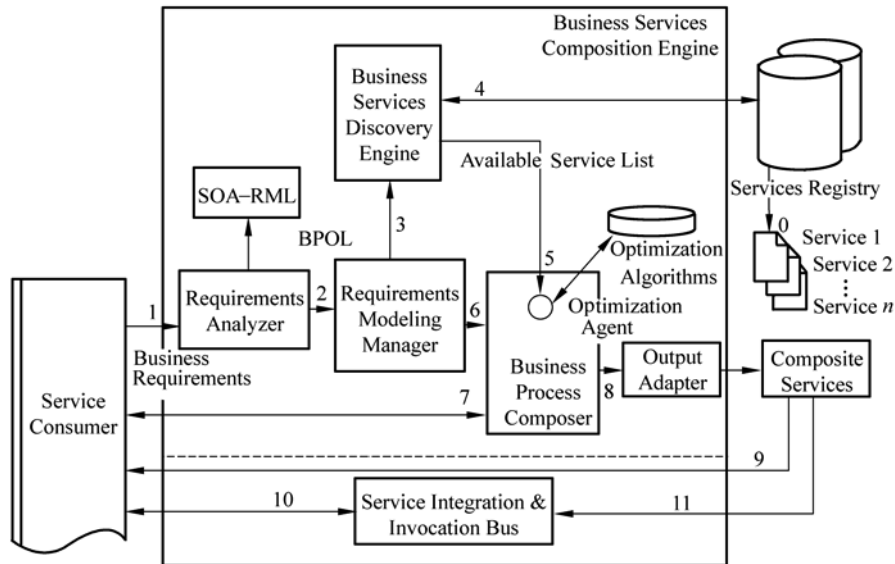 Business Services
Composition Engine
Business
Services
Discovery
Engine
4
Available Service List
Services Registry
SOA–RML
3
BPOL
0
Service 1
Service 2
⋮
Service n
Optimization
Algorithms
5
1
Requirements
Analyzer
2
Requirements
Modeling
Manager
6
Optimization
Agent
Business
Requirements
Business
Process
Composer
8
Output
Adapter
Composite
Services
Service
Consumer
7
9
10
Service Integration &
Invocation Bus
11